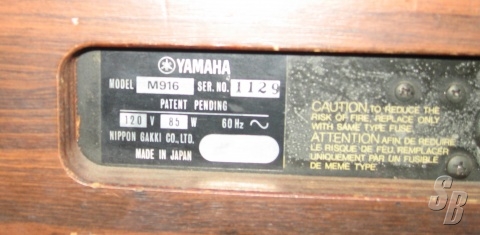 YAMAHA
MODEL M916 SER. NO. 1129
PATENT PENDING
120 V 85 W 60 Hz
NIPPON GAKKI CO., LTD.
MADE IN JAPAN
CAUTION: TO REDUCE THE
RISK OF FIRE, REPLACE ONLY
WITH SAME TYPE FUSE.
ATTENTION: AFIN DE REDUIRE
LE RISQUE DE FEU, REMPLACER
UNIQUEMENT PAR UN FUSIBLE
DE MEME TYPE.
SB